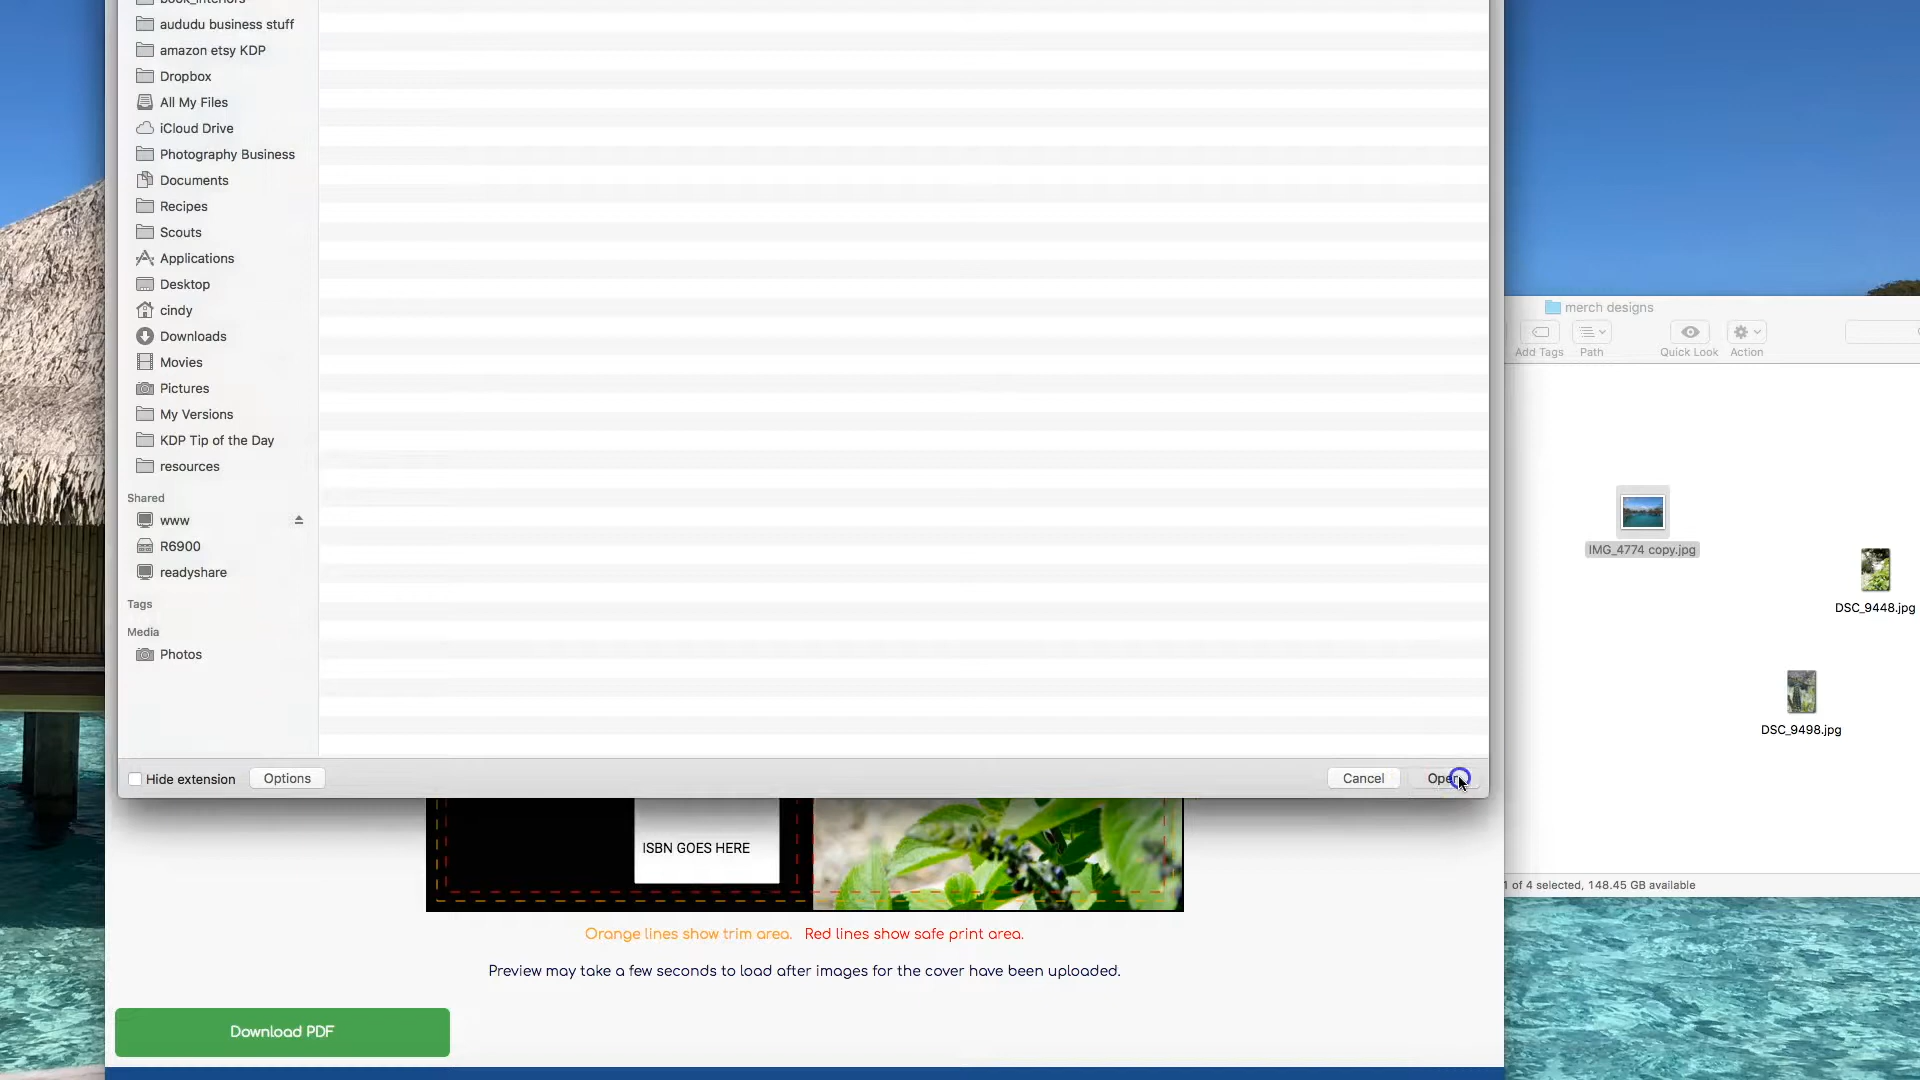 book_interiors
aududu business stuff
amazon etsy KDP
Dropbox
All My Files
iCloud Drive
Photography Business
Documents
Recipes
Scouts
Applications
Desktop
cindy
Downloads
Movies
Pictures
My Versions
KDP Tip of the Day
resources
Shared
www
R6900
readyshare
Tags
Media
Photos
Hide extension
Options
Cancel
Open
merch designs
Add Tags
Path
Quick Look
Action
IMG_4774 copy.jpg
DSC_9448.jpg
DSC_9498.jpg
1 of 4 selected, 148.45 GB available
ISBN GOES HERE
Orange lines show trim area. Red lines show safe print area.
Preview may take a few seconds to load after images for the cover have been uploaded.
Download PDF